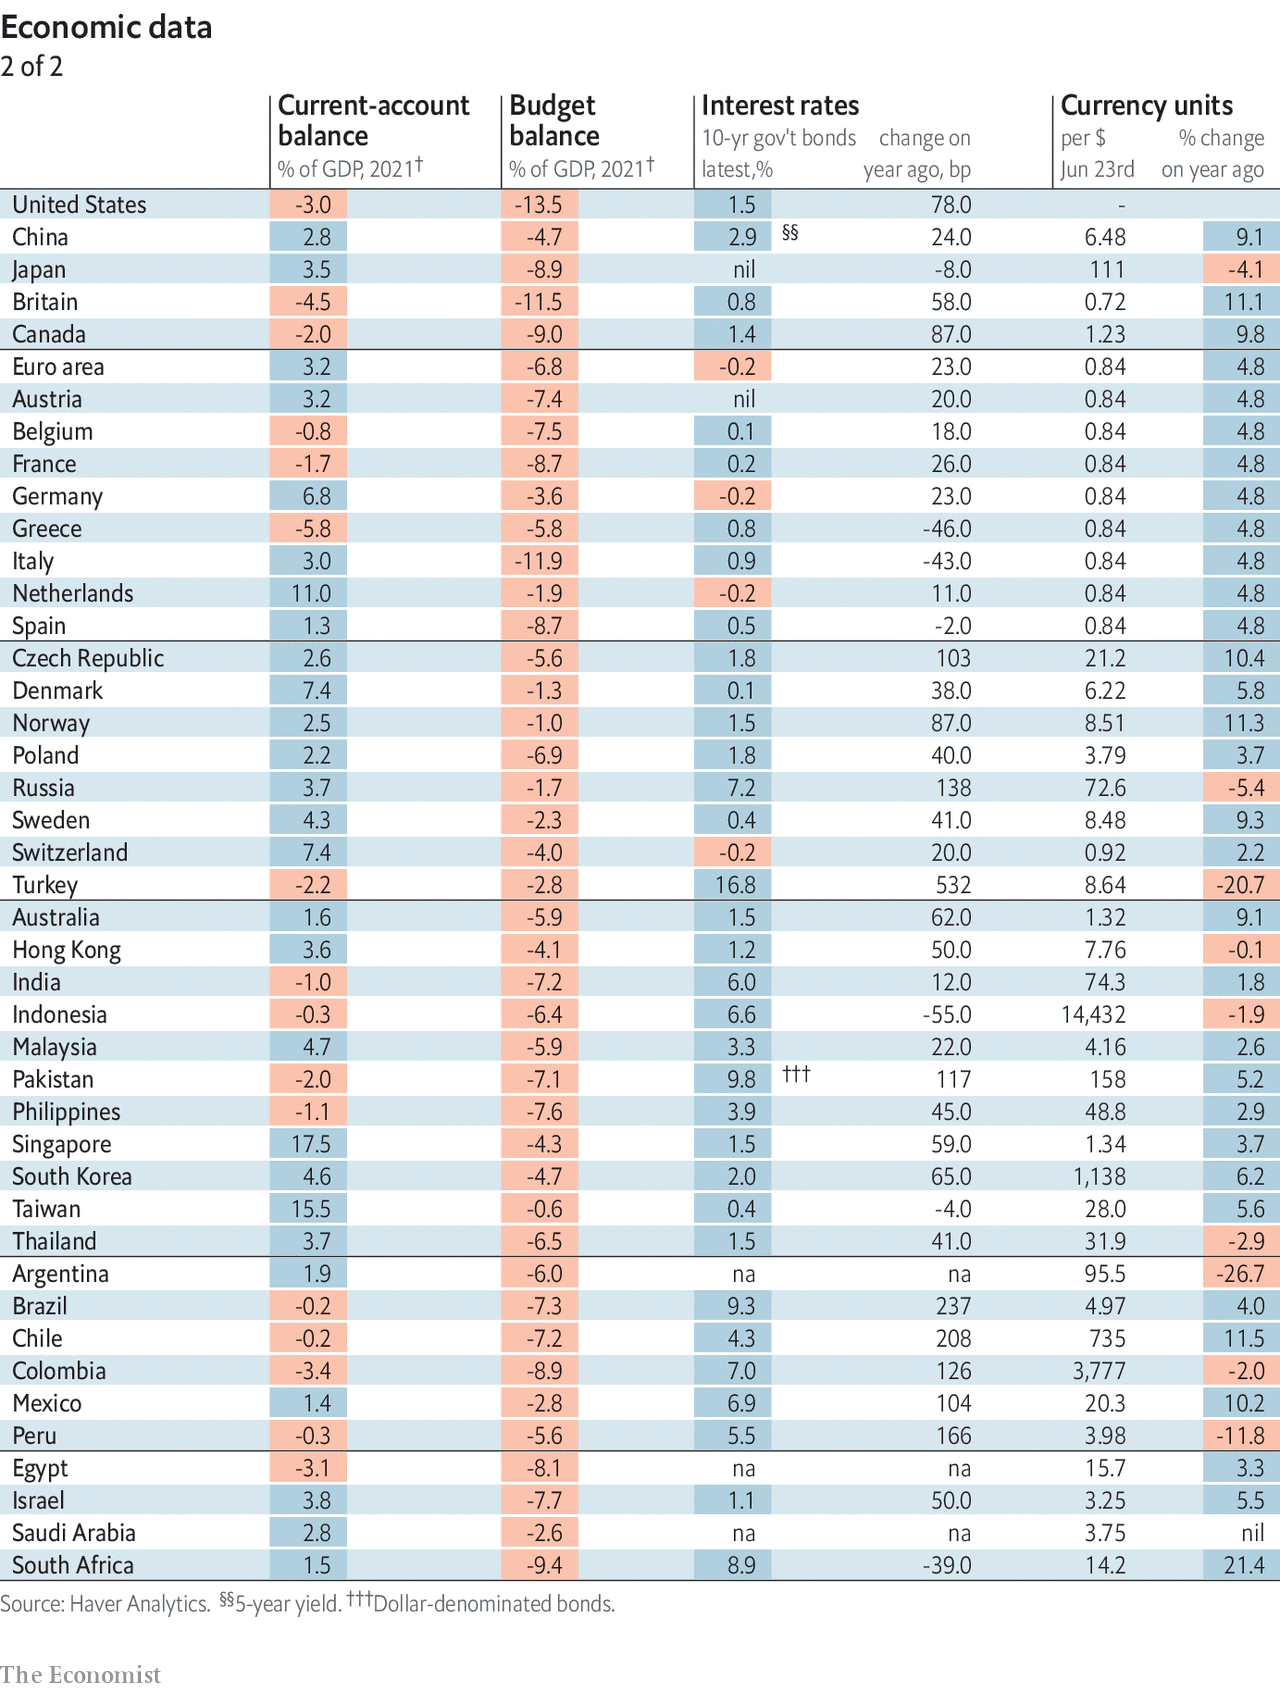 Economic data
2 of 2
Current-account balance % of GDP, 2021† Budget balance % of GDP, 2021† Interest rates 10-yr gov't bonds latest,% change on year ago, bp Currency units per $ Jun 23rd % change on year ago
United States -3.0 -13.5 1.5 78.0 -
China 2.8 -4.7 2.9 §§ 24.0 6.48 9.1
Japan 3.5 -8.9 nil -8.0 111 -4.1
Britain -4.5 -11.5 0.8 58.0 0.72 11.1
Canada -2.0 -9.0 1.4 87.0 1.23 9.8
Euro area 3.2 -6.8 -0.2 23.0 0.84 4.8
Austria 3.2 -7.4 nil 20.0 0.84 4.8
Belgium -0.8 -7.5 0.1 18.0 0.84 4.8
France -1.7 -8.7 0.2 26.0 0.84 4.8
Germany 6.8 -3.6 -0.2 23.0 0.84 4.8
Greece -5.8 -5.8 0.8 -46.0 0.84 4.8
Italy 3.0 -11.9 0.9 -43.0 0.84 4.8
Netherlands 11.0 -1.9 -0.2 11.0 0.84 4.8
Spain 1.3 -8.7 0.5 -2.0 0.84 4.8
Czech Republic 2.6 -5.6 1.8 103 21.2 10.4
Denmark 7.4 -1.3 0.1 38.0 6.22 5.8
Norway 2.5 -1.0 1.5 87.0 8.51 11.3
Poland 2.2 -6.9 1.8 40.0 3.79 3.7
Russia 3.7 -1.7 7.2 138 72.6 -5.4
Sweden 4.3 -2.3 0.4 41.0 8.48 9.3
Switzerland 7.4 -4.0 -0.2 20.0 0.92 2.2
Turkey -2.2 -2.8 16.8 532 8.64 -20.7
Australia 1.6 -5.9 1.5 62.0 1.32 9.1
Hong Kong 3.6 -4.1 1.2 50.0 7.76 -0.1
India -1.0 -7.2 6.0 12.0 74.3 1.8
Indonesia -0.3 -6.4 6.6 -55.0 14,432 -1.9
Malaysia 4.7 -5.9 3.3 22.0 4.16 2.6
Pakistan -2.0 -7.1 9.8 ††† 117 158 5.2
Philippines -1.1 -7.6 3.9 45.0 48.8 2.9
Singapore 17.5 -4.3 1.5 59.0 1.34 3.7
South Korea 4.6 -4.7 2.0 65.0 1,138 6.2
Taiwan 15.5 -0.6 0.4 -4.0 28.0 5.6
Thailand 3.7 -6.5 1.5 41.0 31.9 -2.9
Argentina 1.9 -6.0 na na 95.5 -26.7
Brazil -0.2 -7.3 9.3 237 4.97 4.0
Chile -0.2 -7.2 4.3 208 735 11.5
Colombia -3.4 -8.9 7.0 126 3,777 -2.0
Mexico 1.4 -2.8 6.9 104 20.3 10.2
Peru -0.3 -5.6 5.5 166 3.98 -11.8
Egypt -3.1 -8.1 na na 15.7 3.3
Israel 3.8 -7.7 1.1 50.0 3.25 5.5
Saudi Arabia 2.8 -2.6 na na 3.75 nil
South Africa 1.5 -9.4 8.9 -39.0 14.2 21.4
Source: Haver Analytics. §§5-year yield. †††Dollar-denominated bonds.
The Economist